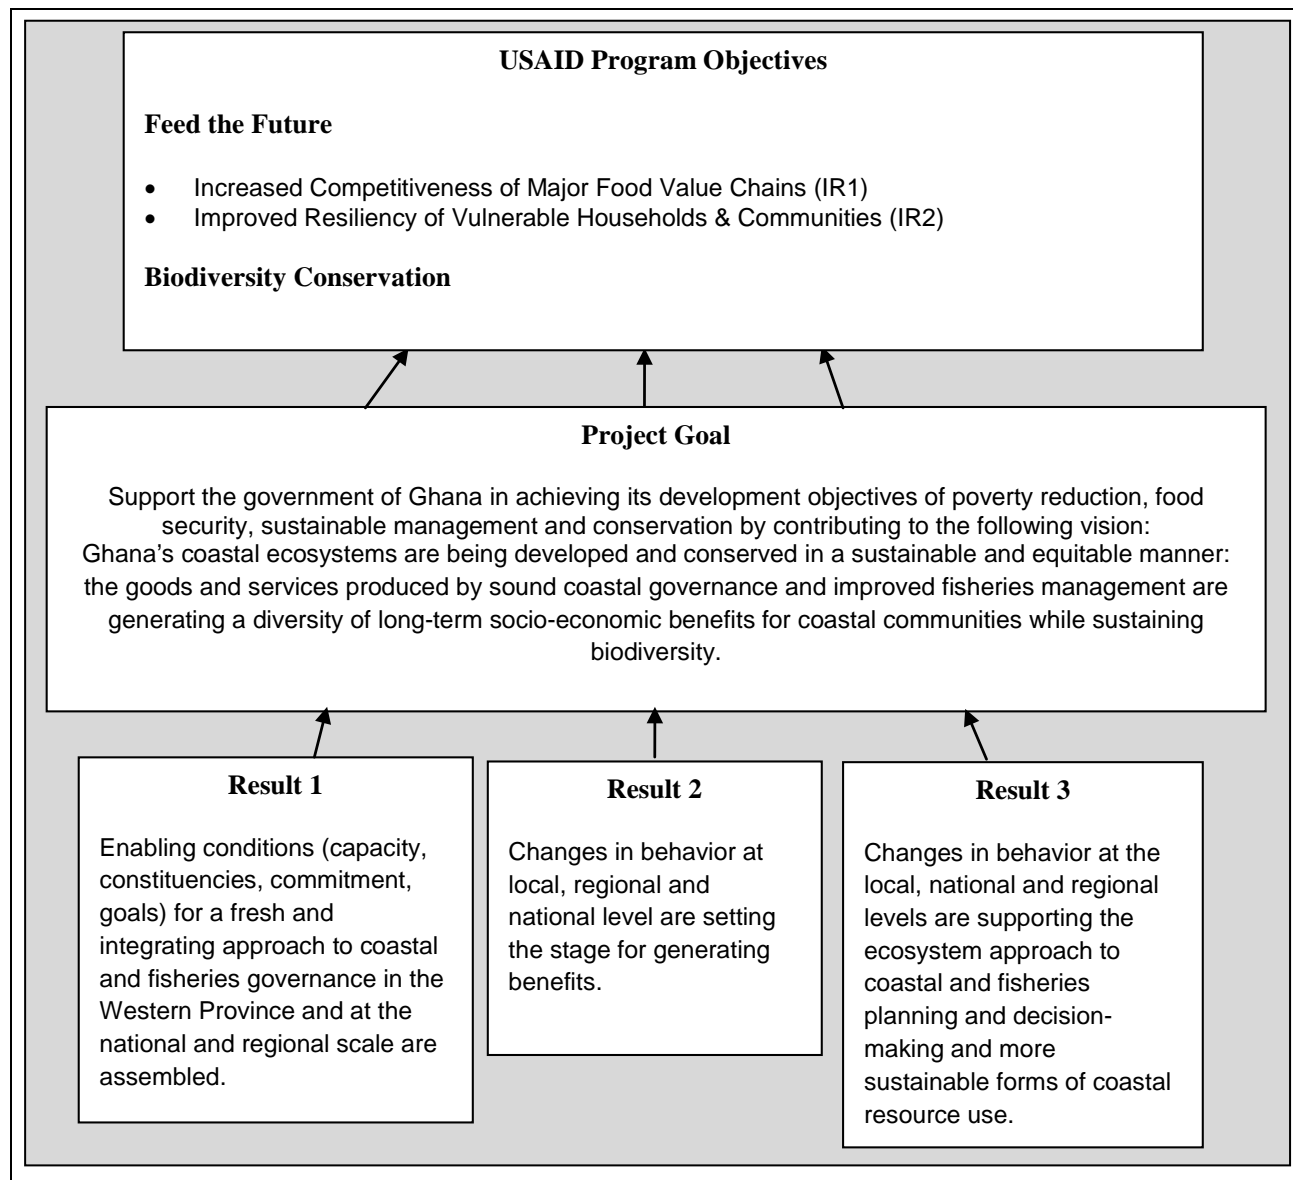 USAID Program Objectives
Feed the Future
• Increased Competitiveness of Major Food Value Chains (IR1)
• Improved Resiliency of Vulnerable Households & Communities (IR2)
Biodiversity Conservation
Project Goal
Support the government of Ghana in achieving its development objectives of poverty reduction, food
security, sustainable management and conservation by contributing to the following vision:
Ghana’s coastal ecosystems are being developed and conserved in a sustainable and equitable manner:
the goods and services produced by sound coastal governance and improved fisheries management are
generating a diversity of long-term socio-economic benefits for coastal communities while sustaining
biodiversity.
Result 1
Enabling conditions (capacity,
constituencies, commitment,
goals) for a fresh and
integrating approach to coastal
and fisheries governance in the
Western Province and at the
national and regional scale are
assembled.
Result 2
Changes in behavior at
local, regional and
national level are setting
the stage for generating
benefits.
Result 3
Changes in behavior at the
local, national and regional
levels are supporting the
ecosystem approach to
coastal and fisheries
planning and decision-
making and more
sustainable forms of coastal
resource use.